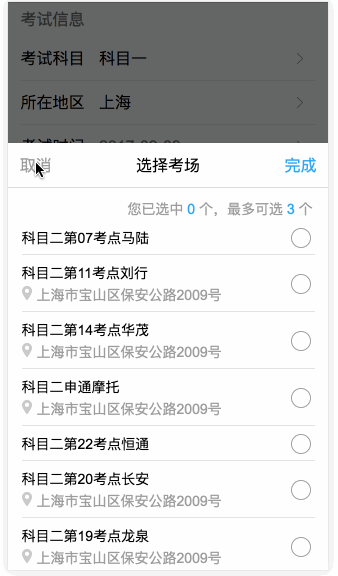 考试信息
考试科目 科目一
所在地区 上海
考试时间 2017-09-09
取消 选择考场 完成
您已选中 0 个，最多可选 3 个
科目二第07考点马陆
科目二第11考点刘行
上海市宝山区保安公路2009号
科目二第14考点华茂
上海市宝山区保安公路2009号
科目二申通摩托
上海市宝山区保安公路2009号
科目二第22考点恒通
科目二第20考点长安
上海市宝山区保安公路2009号
科目二第19考点龙泉
上海市宝山区保安公路2009号